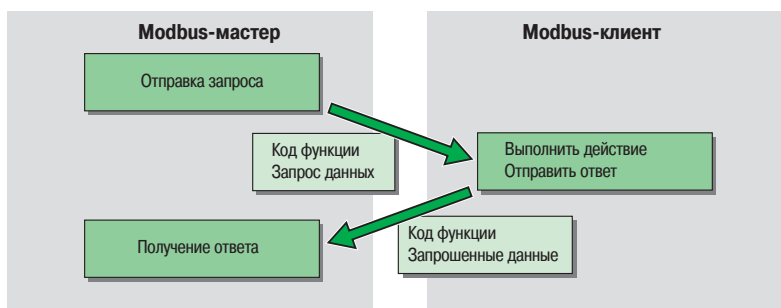 Modbus-мастер
Modbus-клиент
Отправка запроса
Код функции
Запрос данных
Выполнить действие
Отправить ответ
Получение ответа
Код функции
Запрошенные данные